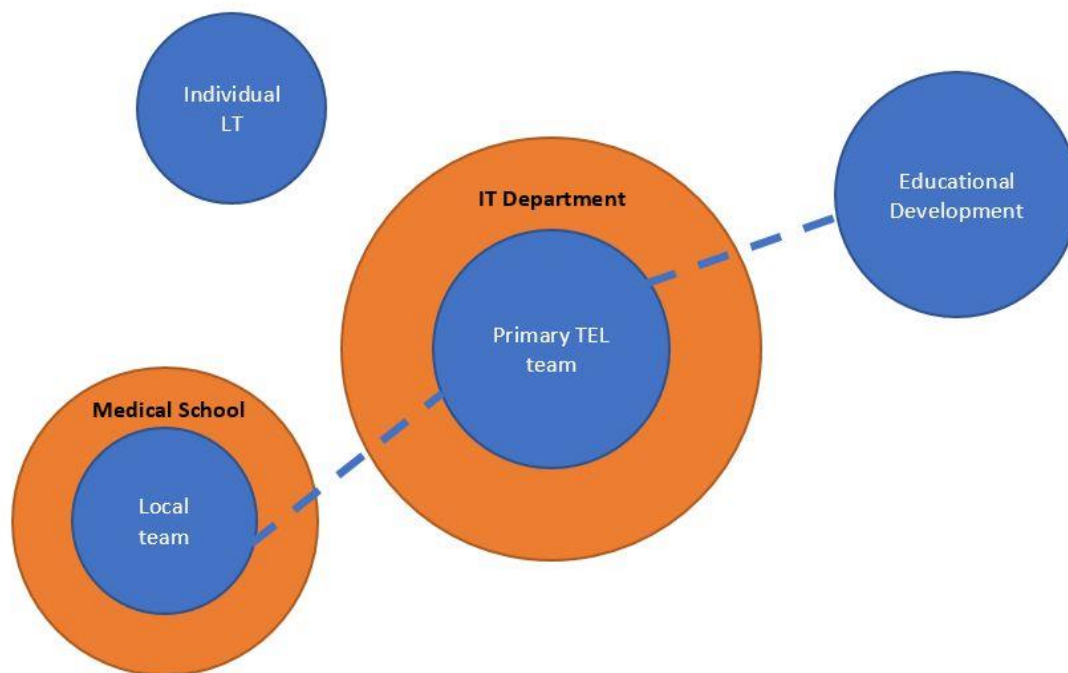 Individual
LT
IT Department
Educational
Development
Primary TEL
team
Medical School
Local
team